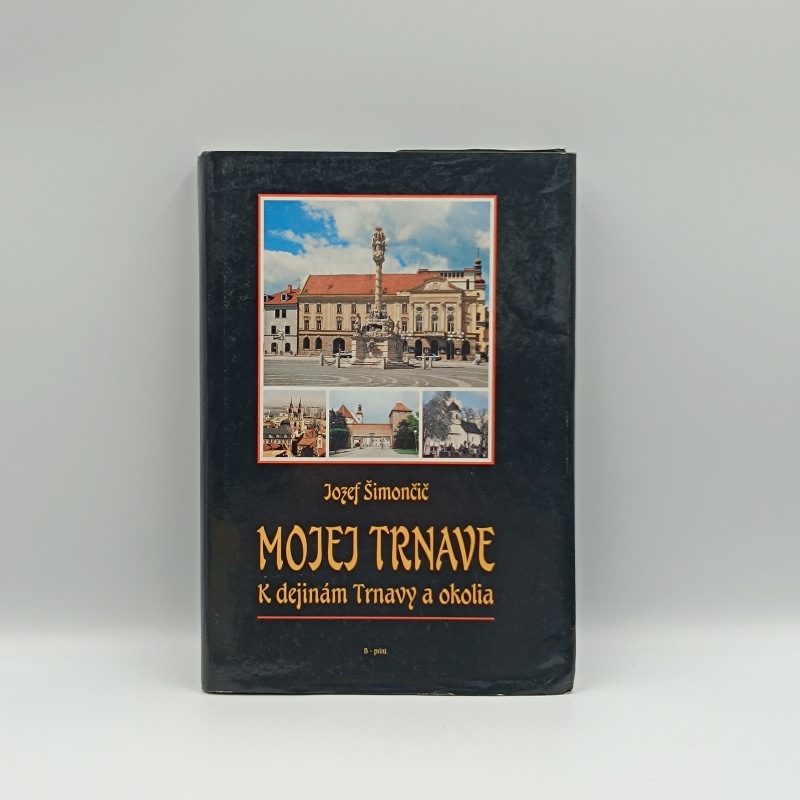 Jozef Šimončič
MOJEJ TRNAVE
K dejinám Trnavy a okolia
B - print